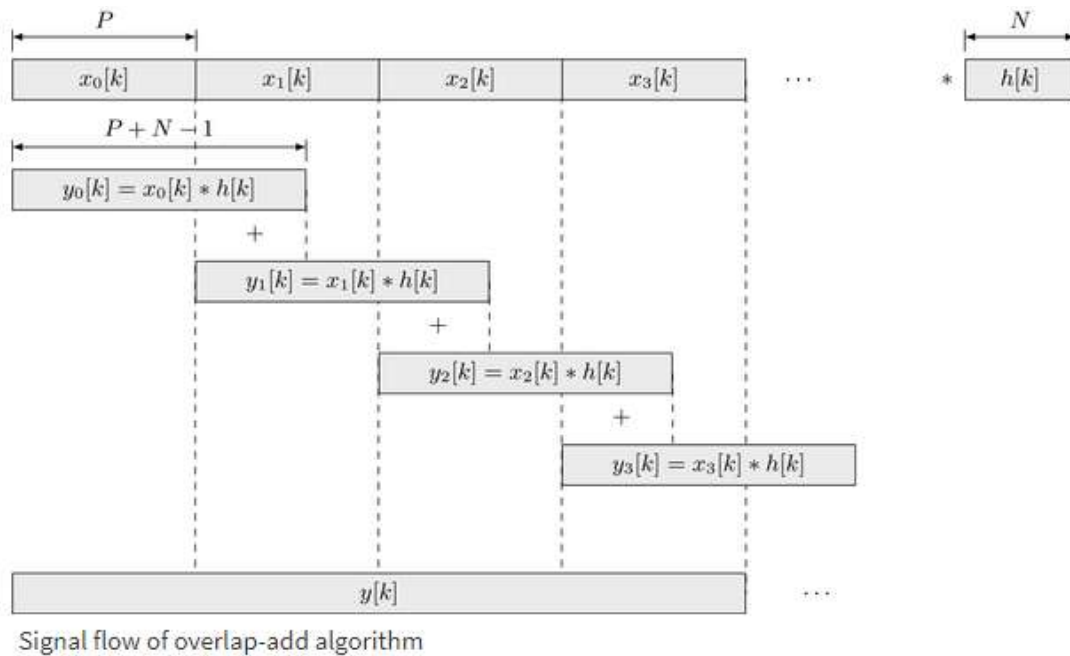 P
N
x₀[k]
x₁[k]
x₂[k]
x₃[k]
⋯
*
h[k]
P + N − 1
y₀[k] = x₀[k] * h[k]
+
y₁[k] = x₁[k] * h[k]
+
y₂[k] = x₂[k] * h[k]
+
y₃[k] = x₃[k] * h[k]
y[k]
⋯
Signal flow of overlap-add algorithm